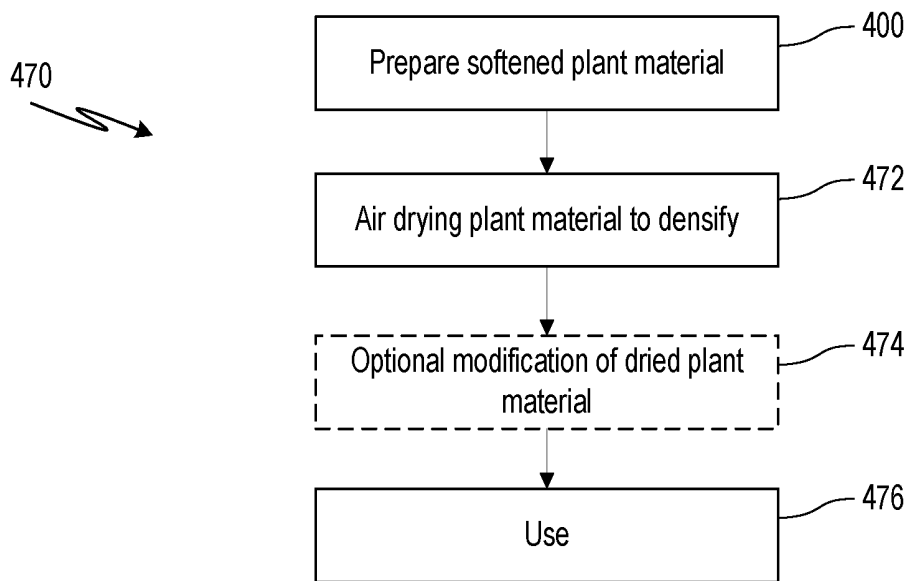 400
Prepare softened plant material
470
472
Air drying plant material to densify
474
Optional modification of dried plant
material
476
Use